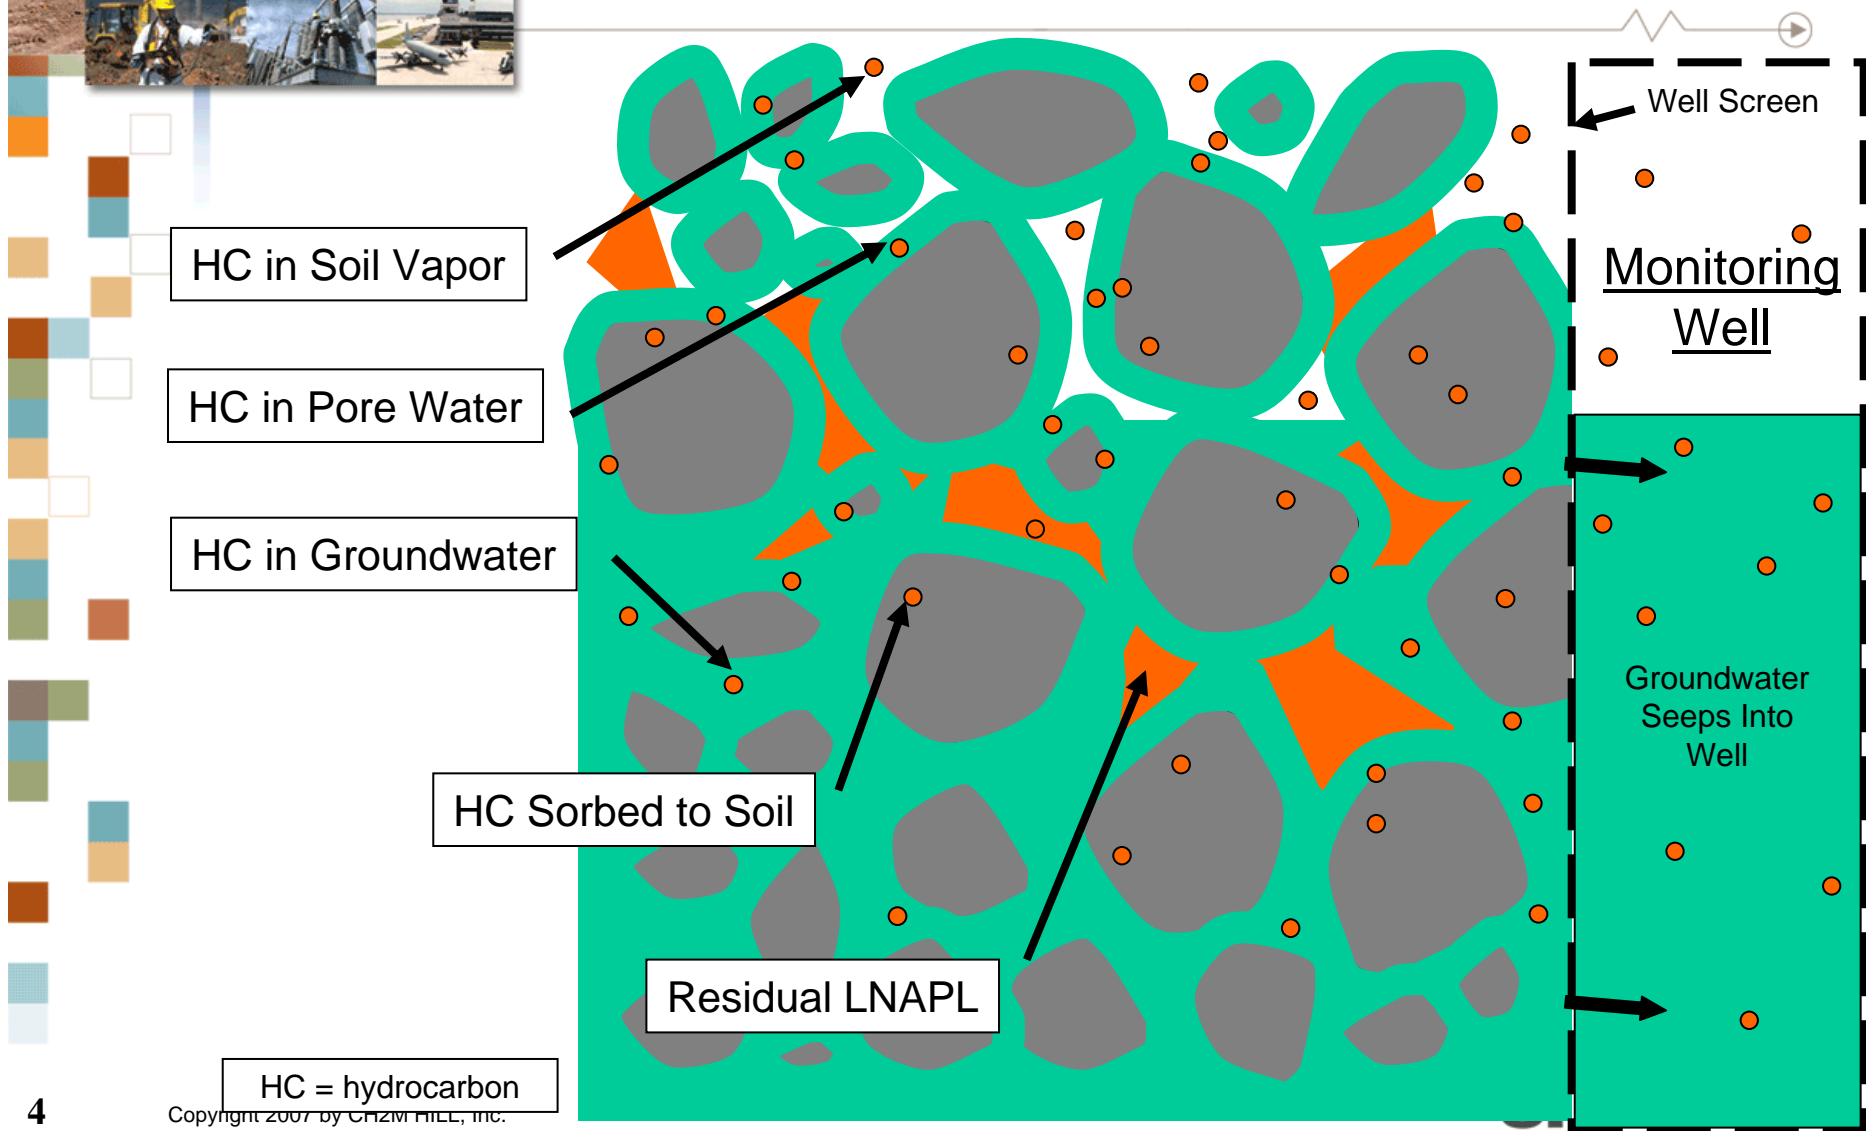 Well Screen
HC in Soil Vapor
Monitoring
Well
HC in Pore Water
HC in Groundwater
Groundwater
Seeps Into
Well
HC Sorbed to Soil
Residual LNAPL
HC = hydrocarbon
4
Copyright 2007 by CH2M HILL, Inc.